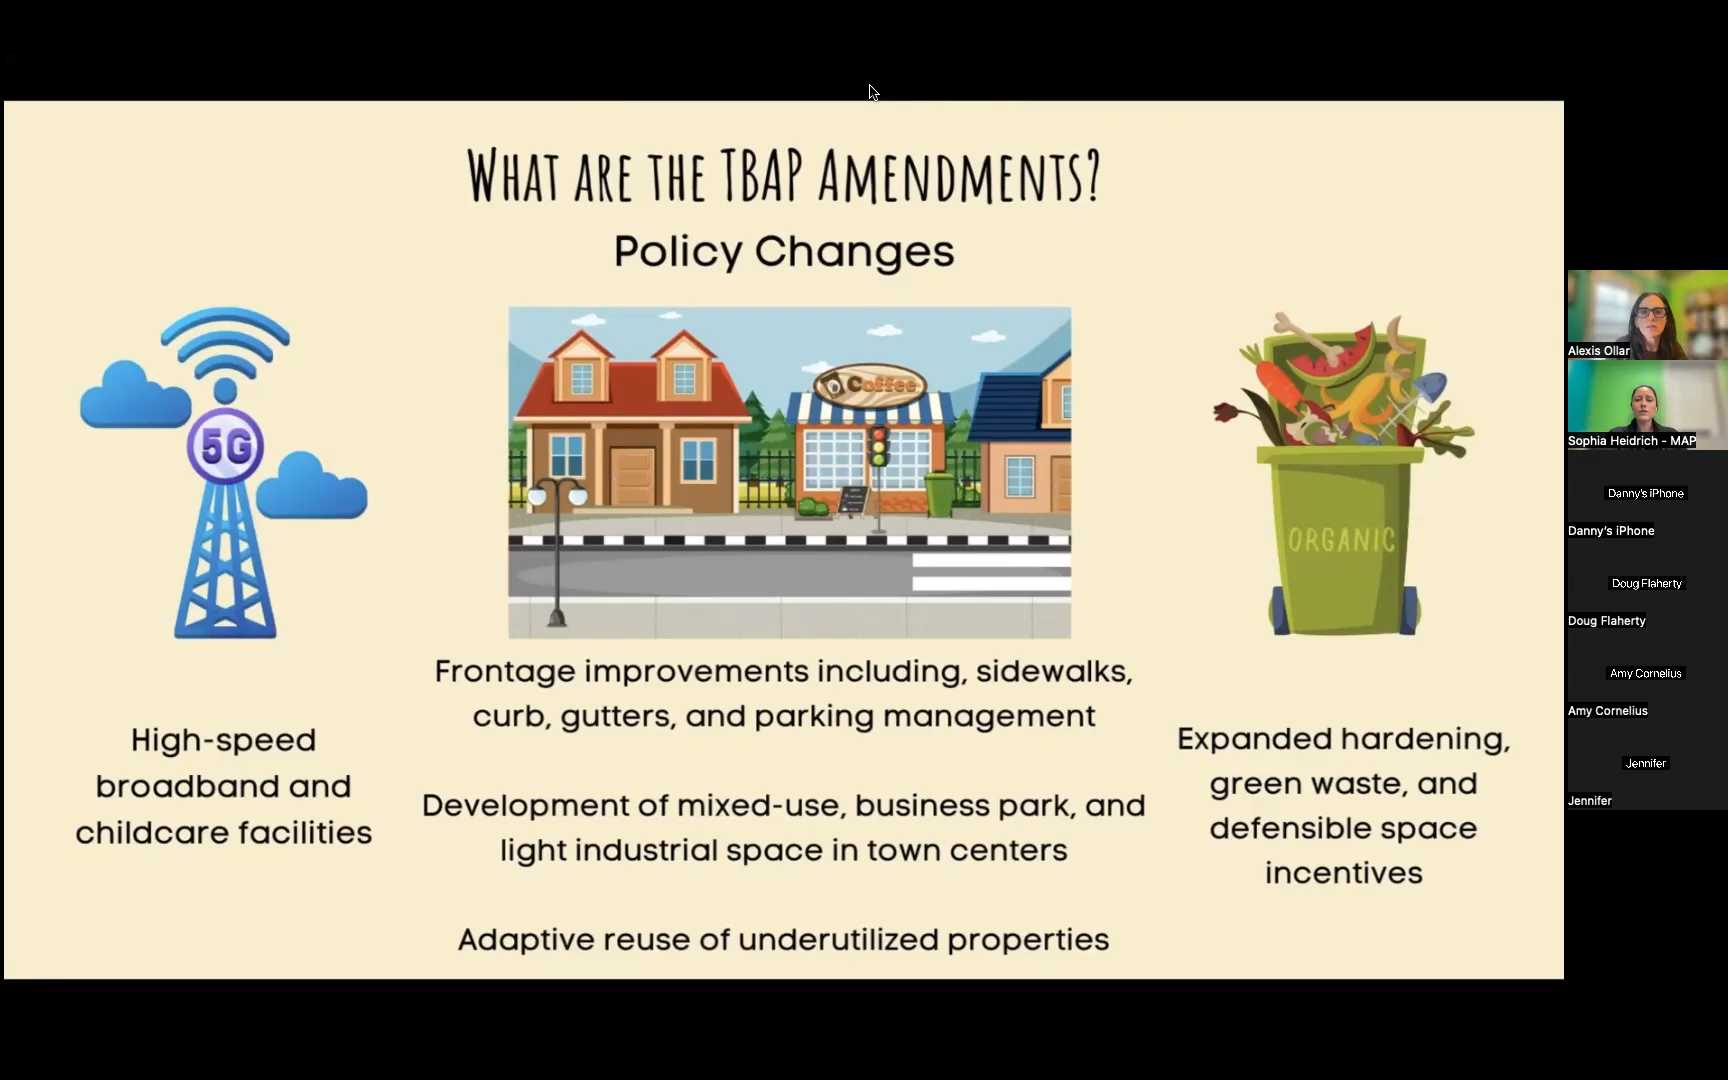 What are the TBAP Amendments?
Policy Changes
5G
Coffee
ORGANIC
High-speed
broadband and
childcare facilities
Frontage improvements including, sidewalks,
curb, gutters, and parking management
Development of mixed-use, business park, and
light industrial space in town centers
Adaptive reuse of underutilized properties
Expanded hardening,
green waste, and
defensible space
incentives
Alexis Ollar
Sophia Heidrich - MAP
Danny's iPhone
Danny's iPhone
Doug Flaherty
Doug Flaherty
Amy Cornelius
Amy Cornelius
Jennifer
Jennifer